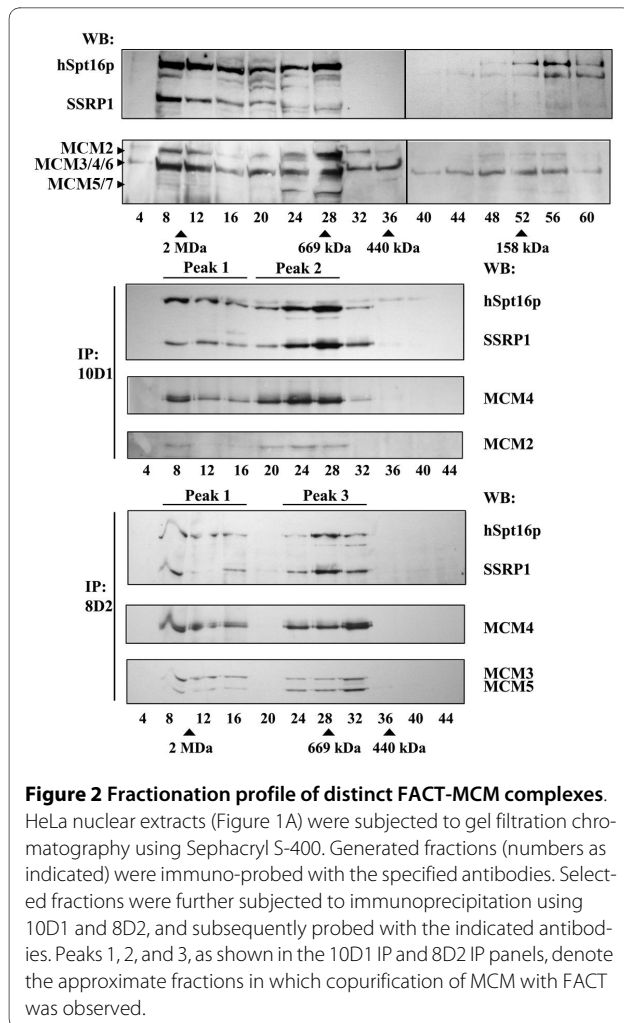 WB:
hSpt16p
SSRP1
MCM2
MCM3/4/6
MCM5/7
4 8 12 16 20 24 28 32 36 40 44 48 52 56 60
2 MDa 669 kDa 440 kDa 158 kDa
Peak 1 Peak 2 WB:
hSpt16p
SSRP1
IP:
10D1
MCM4
MCM2
4 8 12 16 20 24 28 32 36 40 44
Peak 1 Peak 3 WB:
hSpt16p
SSRP1
IP:
8D2
MCM4
MCM3
MCM5
4 8 12 16 20 24 28 32 36 40 44
2 MDa 669 kDa 440 kDa
Figure 2 Fractionation profile of distinct FACT-MCM complexes.
HeLa nuclear extracts (Figure 1A) were subjected to gel filtration chro-
matography using Sephacryl S-400. Generated fractions (numbers as
indicated) were immuno-probed with the specified antibodies. Select-
ed fractions were further subjected to immunoprecipitation using
10D1 and 8D2, and subsequently probed with the indicated antibod-
ies. Peaks 1, 2, and 3, as shown in the 10D1 IP and 8D2 IP panels, denote
the approximate fractions in which copurification of MCM with FACT
was observed.